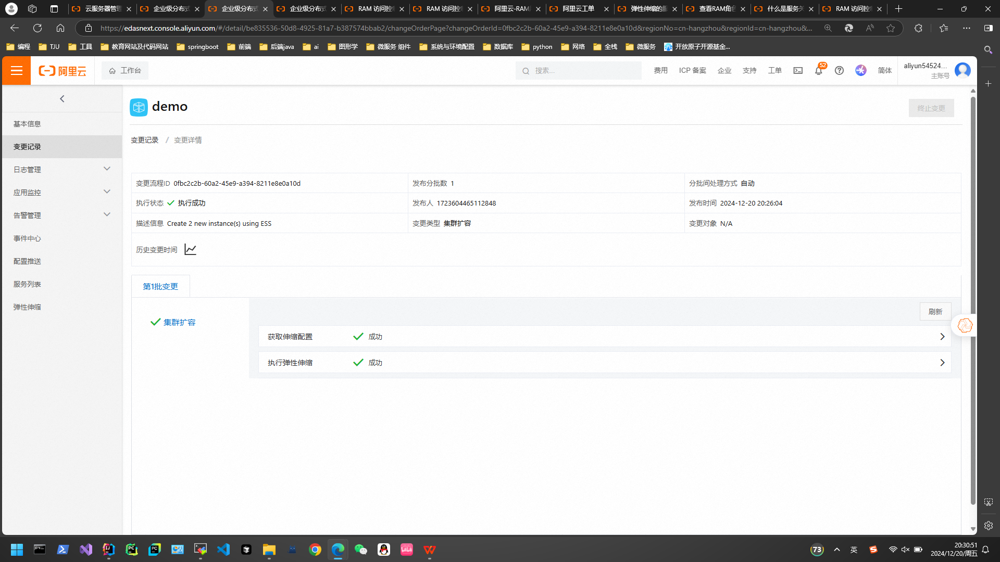 云服务器管理
企业级分布式
企业级分布式
企业级分布式
RAM 访问控制
RAM 访问控制
阿里云-RAM
阿里云工单
弹性伸缩的服
查看RAM角色
什么是服务关
RAM 访问控制
https://edasnext.console.aliyun.com/#/detail/be835536-50d8-4925-81a7-b387574bbab2/changeOrderPage?changeOrderId=0fbc2c2b-60a2-45e9-a394-8211e8e0a10d&regionNo=cn-hangzhou&regionId=cn-hangzhou&...
编程
TJU
工具
教育网站及代码网站
springboot
前端
后端java
ai
图形学
微服务 组件
系统与环境配置
数据库
python
网络
全栈
微服务
开放原子开源基金...
阿里云
工作台
搜索...
费用
ICP 备案
企业
支持
工单
52
简体
aliyun54524...
主账号
基本信息
变更记录
日志管理
应用监控
告警管理
事件中心
配置推送
服务列表
弹性伸缩
demo
终止变更
变更记录 / 变更详情
变更流程ID 0fbc2c2b-60a2-45e9-a394-8211e8e0a10d
发布分批数 1
分批间处理方式 自动
执行状态 执行成功
发布人 1723604465112848
发布时间 2024-12-20 20:26:04
描述信息 Create 2 new instance(s) using ESS
变更类型 集群扩容
变更对象 N/A
历史变更时间
第1批变更
集群扩容
刷新
获取伸缩配置 成功
执行弹性伸缩 成功
73
英
20:30:51
2024/12/20/周五